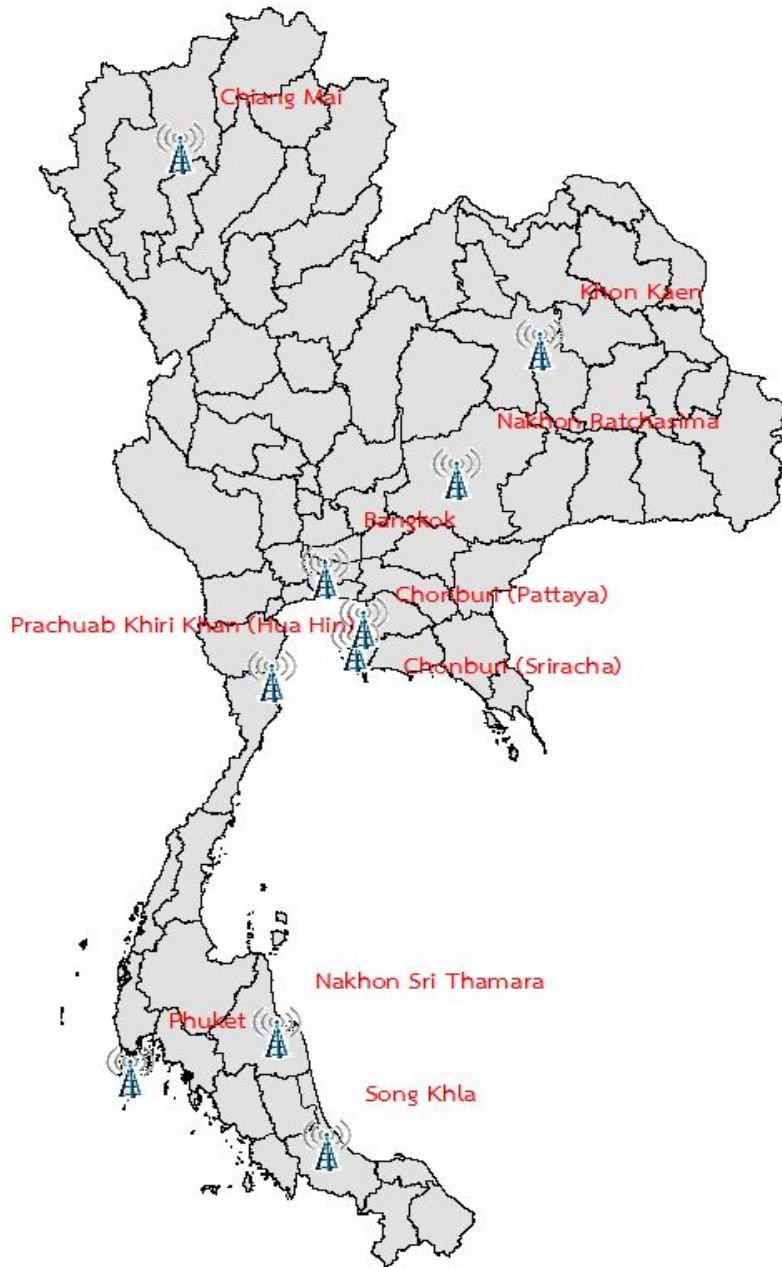 Chiang Mai
Khon Kaen
Nakhon Ratchasima
Bangkok
Chonburi (Pattaya)
Prachuab Khiri Khan (Hua Hin)
Chonburi (Sriracha)
Nakhon Sri Thamara
Phuket
Song Khla